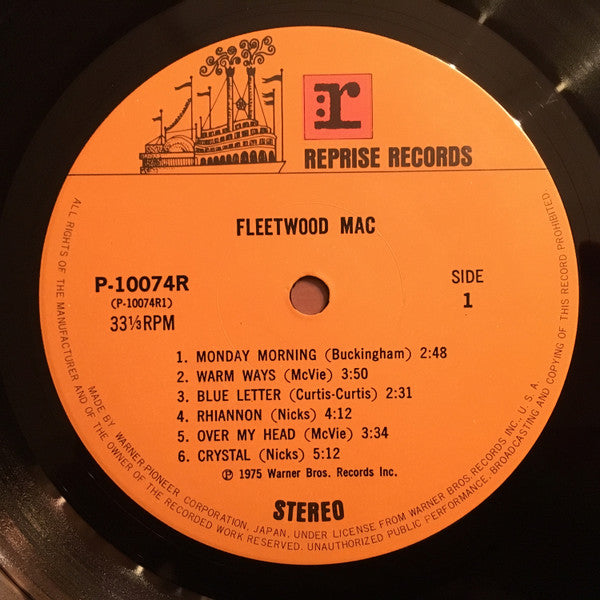 :r
REPRISE RECORDS
FLEETWOOD MAC
P-10074R
(P-10074R1)
33⅓RPM
SIDE
1
1. MONDAY MORNING (Buckingham) 2:48
2. WARM WAYS (McVie) 3:50
3. BLUE LETTER (Curtis-Curtis) 2:31
4. RHIANNON (Nicks) 4:12
5. OVER MY HEAD (McVie) 3:34
6. CRYSTAL (Nicks) 5:12
℗ 1975 Warner Bros. Records Inc.
STEREO
ALL RIGHTS OF THE MANUFACTURER AND OF THE OWNER OF THE RECORDED WORK RESERVED. UNAUTHORIZED PUBLIC PERFORMANCE, BROADCASTING AND COPYING OF THIS RECORD PROHIBITED.
MADE BY WARNER-PIONEER CORPORATION, JAPAN, UNDER LICENSE FROM WARNER BROS. RECORDS INC., U.S.A.